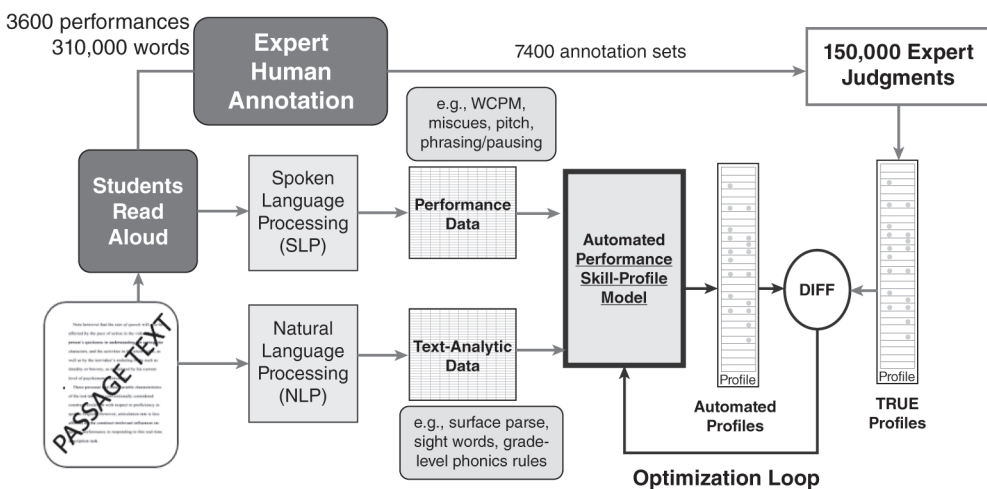 3600 performances
310,000 words
Expert
Human
Annotation
7400 annotation sets
150,000 Expert
Judgments
e.g., WCPM,
miscues, pitch,
phrasing/pausing
Students
Read
Aloud
Spoken
Language
Processing
(SLP)
Performance
Data
Automated
Performance
Skill-Profile
Model
DIFF
Profile
Automated
Profiles
Profile
TRUE
Profiles
PASSAGE TEXT
Natural
Language
Processing
(NLP)
Text-Analytic
Data
e.g., surface parse,
sight words, grade-
level phonics rules
Optimization Loop